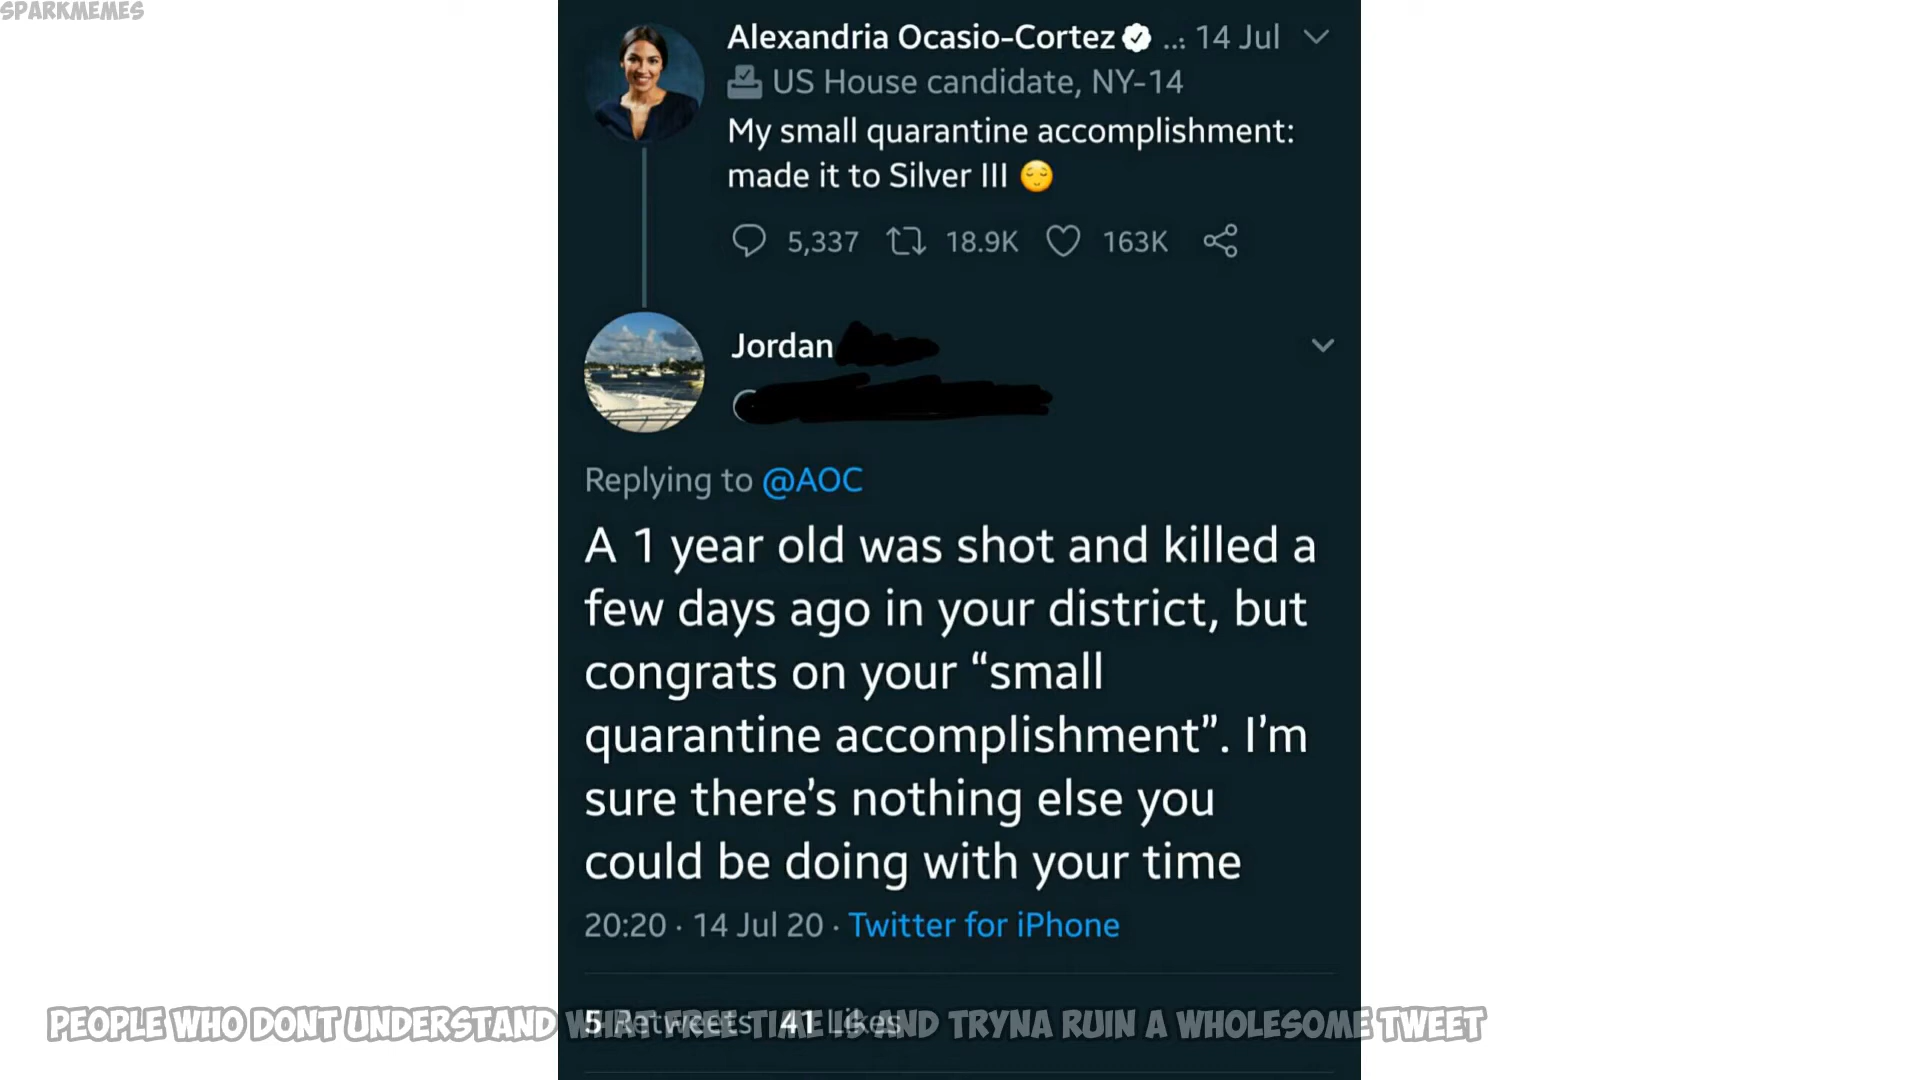 SPARKMEMES
Alexandria Ocasio-Cortez ..: 14 Jul
US House candidate, NY-14
My small quarantine accomplishment:
made it to Silver III 😌
5,337 18.9K 163K
Jordan
Replying to @AOC
A 1 year old was shot and killed a
few days ago in your district, but
congrats on your “small
quarantine accomplishment”. I’m
sure there’s nothing else you
could be doing with your time
20:20 · 14 Jul 20 · Twitter for iPhone
5 Retweets 41 Likes
PEOPLE WHO DONT UNDERSTAND WHAT FREE TIME IS AND TRYNA RUIN A WHOLESOME TWEET